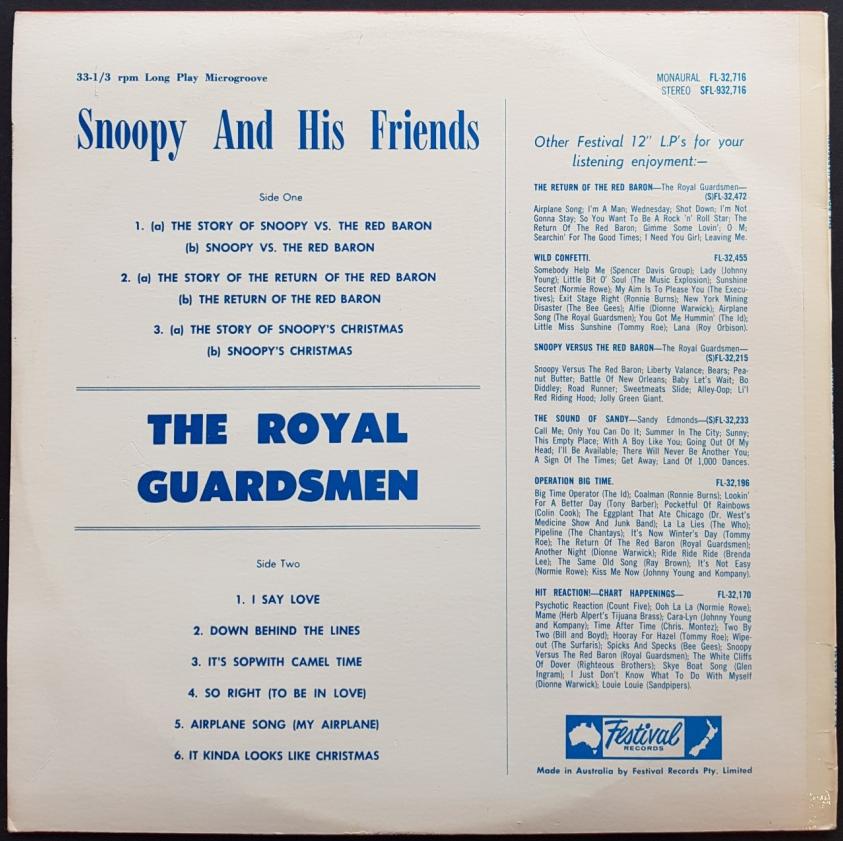 33-1/3 rpm Long Play Microgroove
MONAURAL FL-32,716
STEREO SFL-932,716
Snoopy And His Friends
Side One
1. (a) THE STORY OF SNOOPY VS. THE RED BARON
(b) SNOOPY VS. THE RED BARON
2. (a) THE STORY OF THE RETURN OF THE RED BARON
(b) THE RETURN OF THE RED BARON
3. (a) THE STORY OF SNOOPY'S CHRISTMAS
(b) SNOOPY'S CHRISTMAS
THE ROYAL
GUARDSMEN
Side Two
1. I SAY LOVE
2. DOWN BEHIND THE LINES
3. IT'S SOPWITH CAMEL TIME
4. SO RIGHT (TO BE IN LOVE)
5. AIRPLANE SONG (MY AIRPLANE)
6. IT KINDA LOOKS LIKE CHRISTMAS
Other Festival 12" L.P's for your
listening enjoyment:—
THE RETURN OF THE RED BARON—The Royal Guardsmen—
(S)FL-32,472
Airplane Song; I'm A Man; Wednesday; Shot Down; I'm Not
Gonna Stay; So You Want To Be A Rock 'n' Roll Star; The
Return Of The Red Baron; Gimme Some Lovin'; O M;
Searchin' For The Good Times; I Need You Girl; Leaving Me.
WILD CONFETTI. FL-32,455
Somebody Help Me (Spencer Davis Group); Lady (Johnny
Young); Little Bit O' Soul (The Music Explosion); Sunshine
Secret (Normie Rowe); My Aim Is To Please You (The Execu-
tives); Exit Stage Right (Ronnie Burns); New York Mining
Disaster (The Bee Gees); Alfie (Dionne Warwick); Airplane
Song (The Royal Guardsmen); You Got Me Hummin' (The Id);
Little Miss Sunshine (Tommy Roe); Lana (Roy Orbison).
SNOOPY VERSUS THE RED BARON—The Royal Guardsmen—
(S)FL-32,215
Snoopy Versus The Red Baron; Liberty Valance; Bears; Pea-
nut Butter; Battle Of New Orleans; Baby Let's Wait; Bo
Diddley; Road Runner; Sweetmeats Slide; Alley-Oop; Li'l
Red Riding Hood; Jolly Green Giant.
THE SOUND OF SANDY—Sandy Edmonds—(S)FL-32,233
Call Me; Only You Can Do It; Summer In The City; Sunny;
This Empty Place; With A Boy Like You; Going Out Of My
Head; I'll Be Available; There Will Never Be Another You;
A Sign Of The Times; Get Away; Land Of 1,000 Dances.
OPERATION BIG TIME. FL-32,196
Big Time Operator (The Id); Coalman (Ronnie Burns); Lookin'
For A Better Day (Tony Barber); Pocketful Of Rainbows
(Colin Cook); The Eggplant That Ate Chicago (Dr. West's
Medicine Show And Junk Band); La La Lies (The Who);
Pipeline (The Chantays); It's Now Winter's Day (Tommy
Roe); The Return Of The Red Baron (Royal Guardsmen);
Another Night (Dionne Warwick); Ride Ride Ride (Brenda
Lee); The Same Old Song (Ray Brown); It's Not Easy
(Normie Rowe); Kiss Me Now (Johnny Young and Kompany).
HIT REACTION!—CHART HAPPENINGS— FL-32,170
Psychotic Reaction (Count Five); Ooh La La (Normie Rowe);
Mame (Herb Alpert's Tijuana Brass); Cara-Lyn (Johnny Young
and Kompany); Time After Time (Chris. Montez); Two By
Two (Bill and Boyd); Hooray For Hazel (Tommy Roe); Wipe-
out (The Surfaris); Spicks And Specks (Bee Gees); Snoopy
Versus The Red Baron (Royal Guardsmen); The White Cliffs
Of Dover (Righteous Brothers); Skye Boat Song (Glen
Ingram); I Just Don't Know What To Do With Myself
(Dionne Warwick); Louie Louie (Sandpipers).
Festival
RECORDS
Made in Australia by Festival Records Pty. Limited